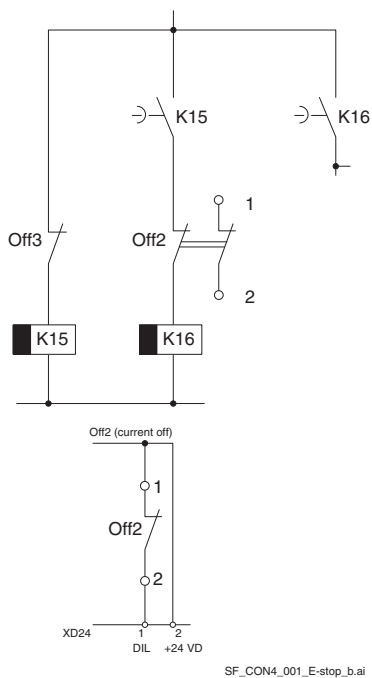 K15
K16
1
Off3
Off2
2
K15
K16
Off2 (current off)
1
Off2
2
XD24
1
2
DIL
+24 VD
SF_CON4_001_E-stop_b.ai